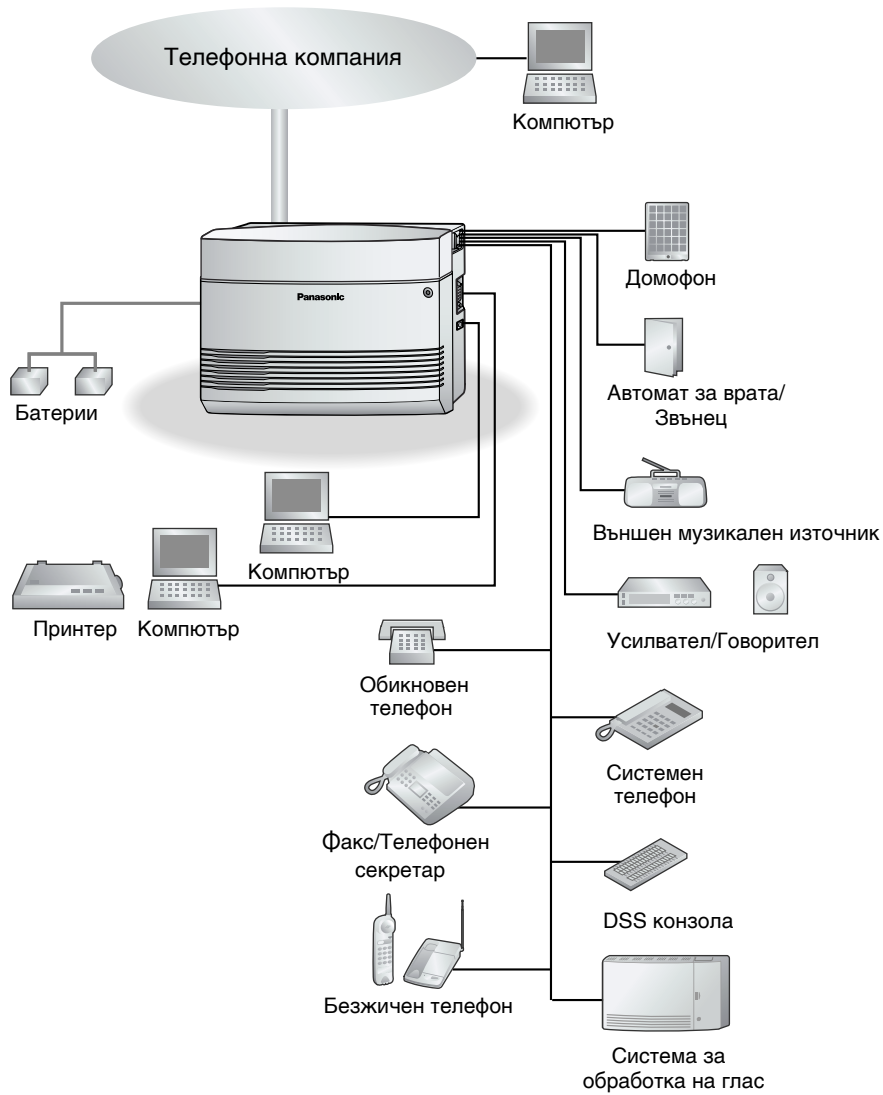 Телефонна компания
Компютър
Panasonic
Домофон
Автомат за врата/
Звънец
Батерии
Външен музикален източник
Компютър
Принтер
Компютър
Усилвател/Говорител
Обикновен
телефон
Системен
телефон
Факс/Телефонен
секретар
DSS конзола
Безжичен телефон
Система за
обработка на глас